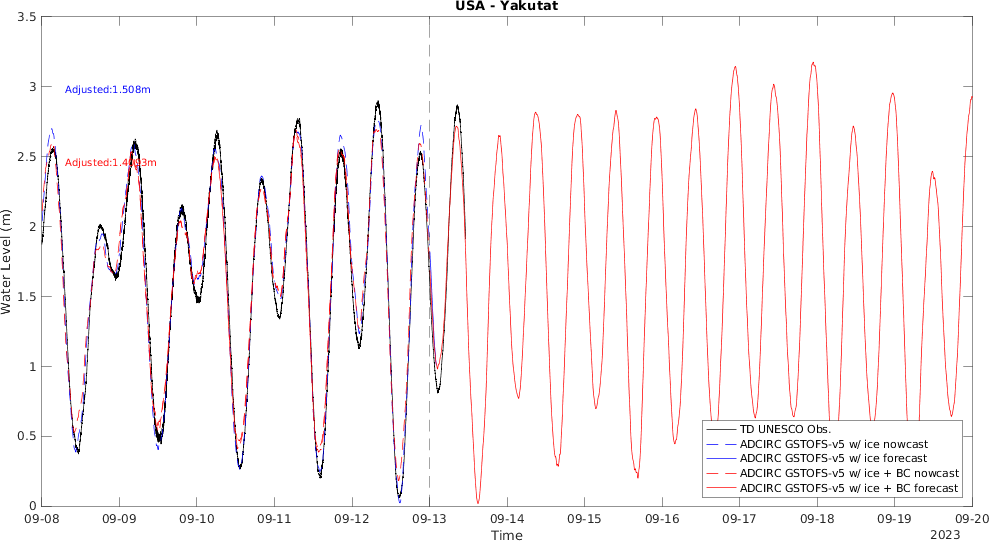 USA - Yakutat
3.5
3
2.5
2
1.5
1
0.5
0
Water Level (m)
Adjusted:1.508m
09-08
09-09
09-10
09-11
09-12
09-13
09-14
09-15
09-16
09-17
09-18
09-19
09-20
Time
2023
TD UNESCO Obs.
ADCIRC GSTOFS-v5 w/ ice nowcast
ADCIRC GSTOFS-v5 w/ ice forecast
ADCIRC GSTOFS-v5 w/ ice + BC nowcast
ADCIRC GSTOFS-v5 w/ ice + BC forecast